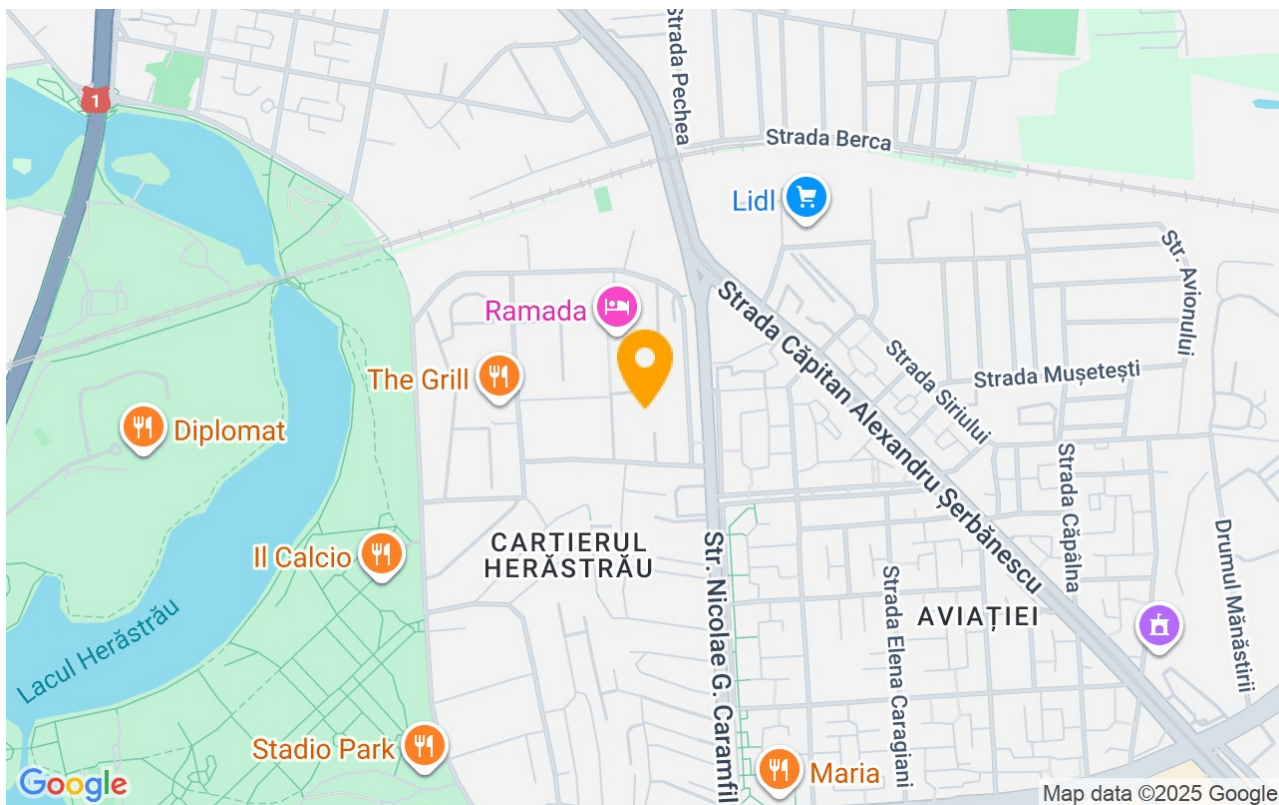 Strada Pechea
1
Strada Berca
Lidl
Str. Avionului
Ramada
Strada Căpitan Alexandru Șerbănescu
The Grill
Strada Siriului
Strada Mușetești
Diplomat
Strada Căpâlna
Drumul Mănăstirii
Il Calcio
CARTIERUL
HERĂSTRĂU
Str. Nicolae G. Caramfil
Strada Elena Caragiani
AVIAȚIEI
Lacul Herăstrău
Stadio Park
Maria
Google
Map data ©2025 Google